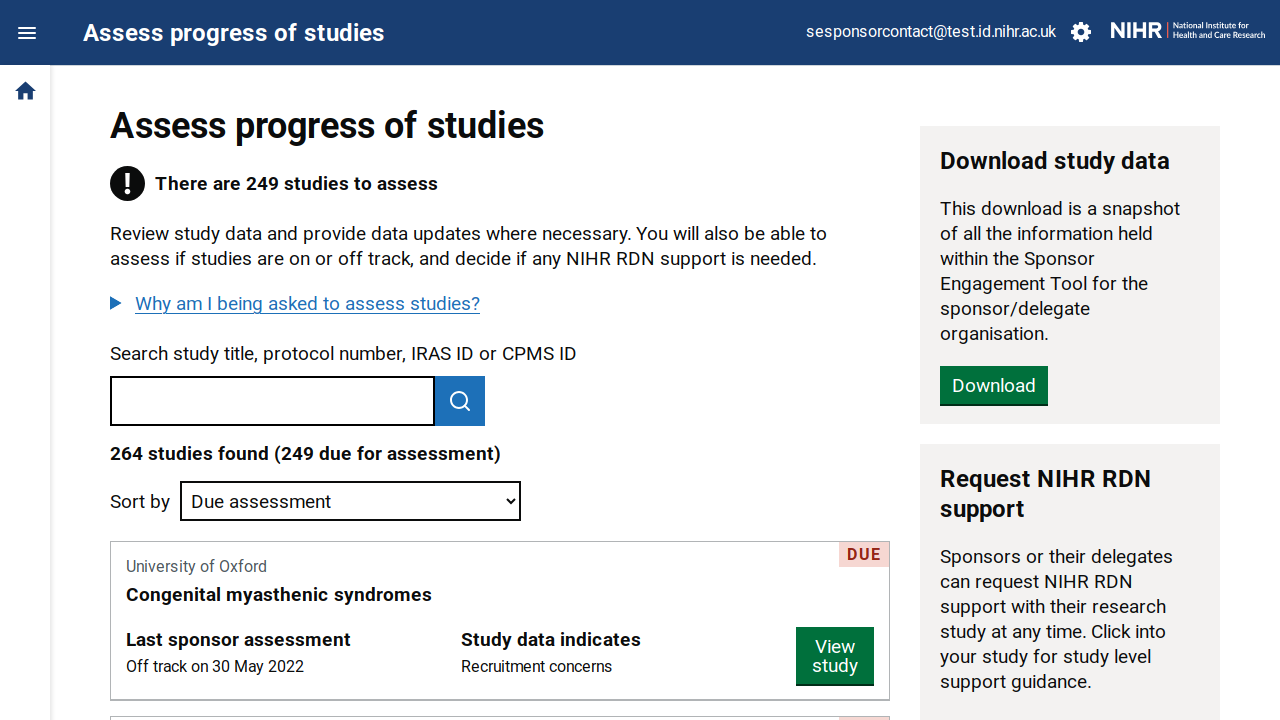 Assess progress of studies
sesponsorcontact@test.id.nihr.ac.uk
NIHR | National Institute for
Health and Care Research
Assess progress of studies
There are 249 studies to assess
Review study data and provide data updates where necessary. You will also be able to
assess if studies are on or off track, and decide if any NIHR RDN support is needed.
Why am I being asked to assess studies?
Search study title, protocol number, IRAS ID or CPMS ID
264 studies found (249 due for assessment)
Sort by
Due assessment
DUE
University of Oxford
Congenital myasthenic syndromes
Last sponsor assessment
Off track on 30 May 2022
Study data indicates
Recruitment concerns
View
study
Download study data
This download is a snapshot
of all the information held
within the Sponsor
Engagement Tool for the
sponsor/delegate
organisation.
Download
Request NIHR RDN
support
Sponsors or their delegates
can request NIHR RDN
support with their research
study at any time. Click into
your study for study level
support guidance.